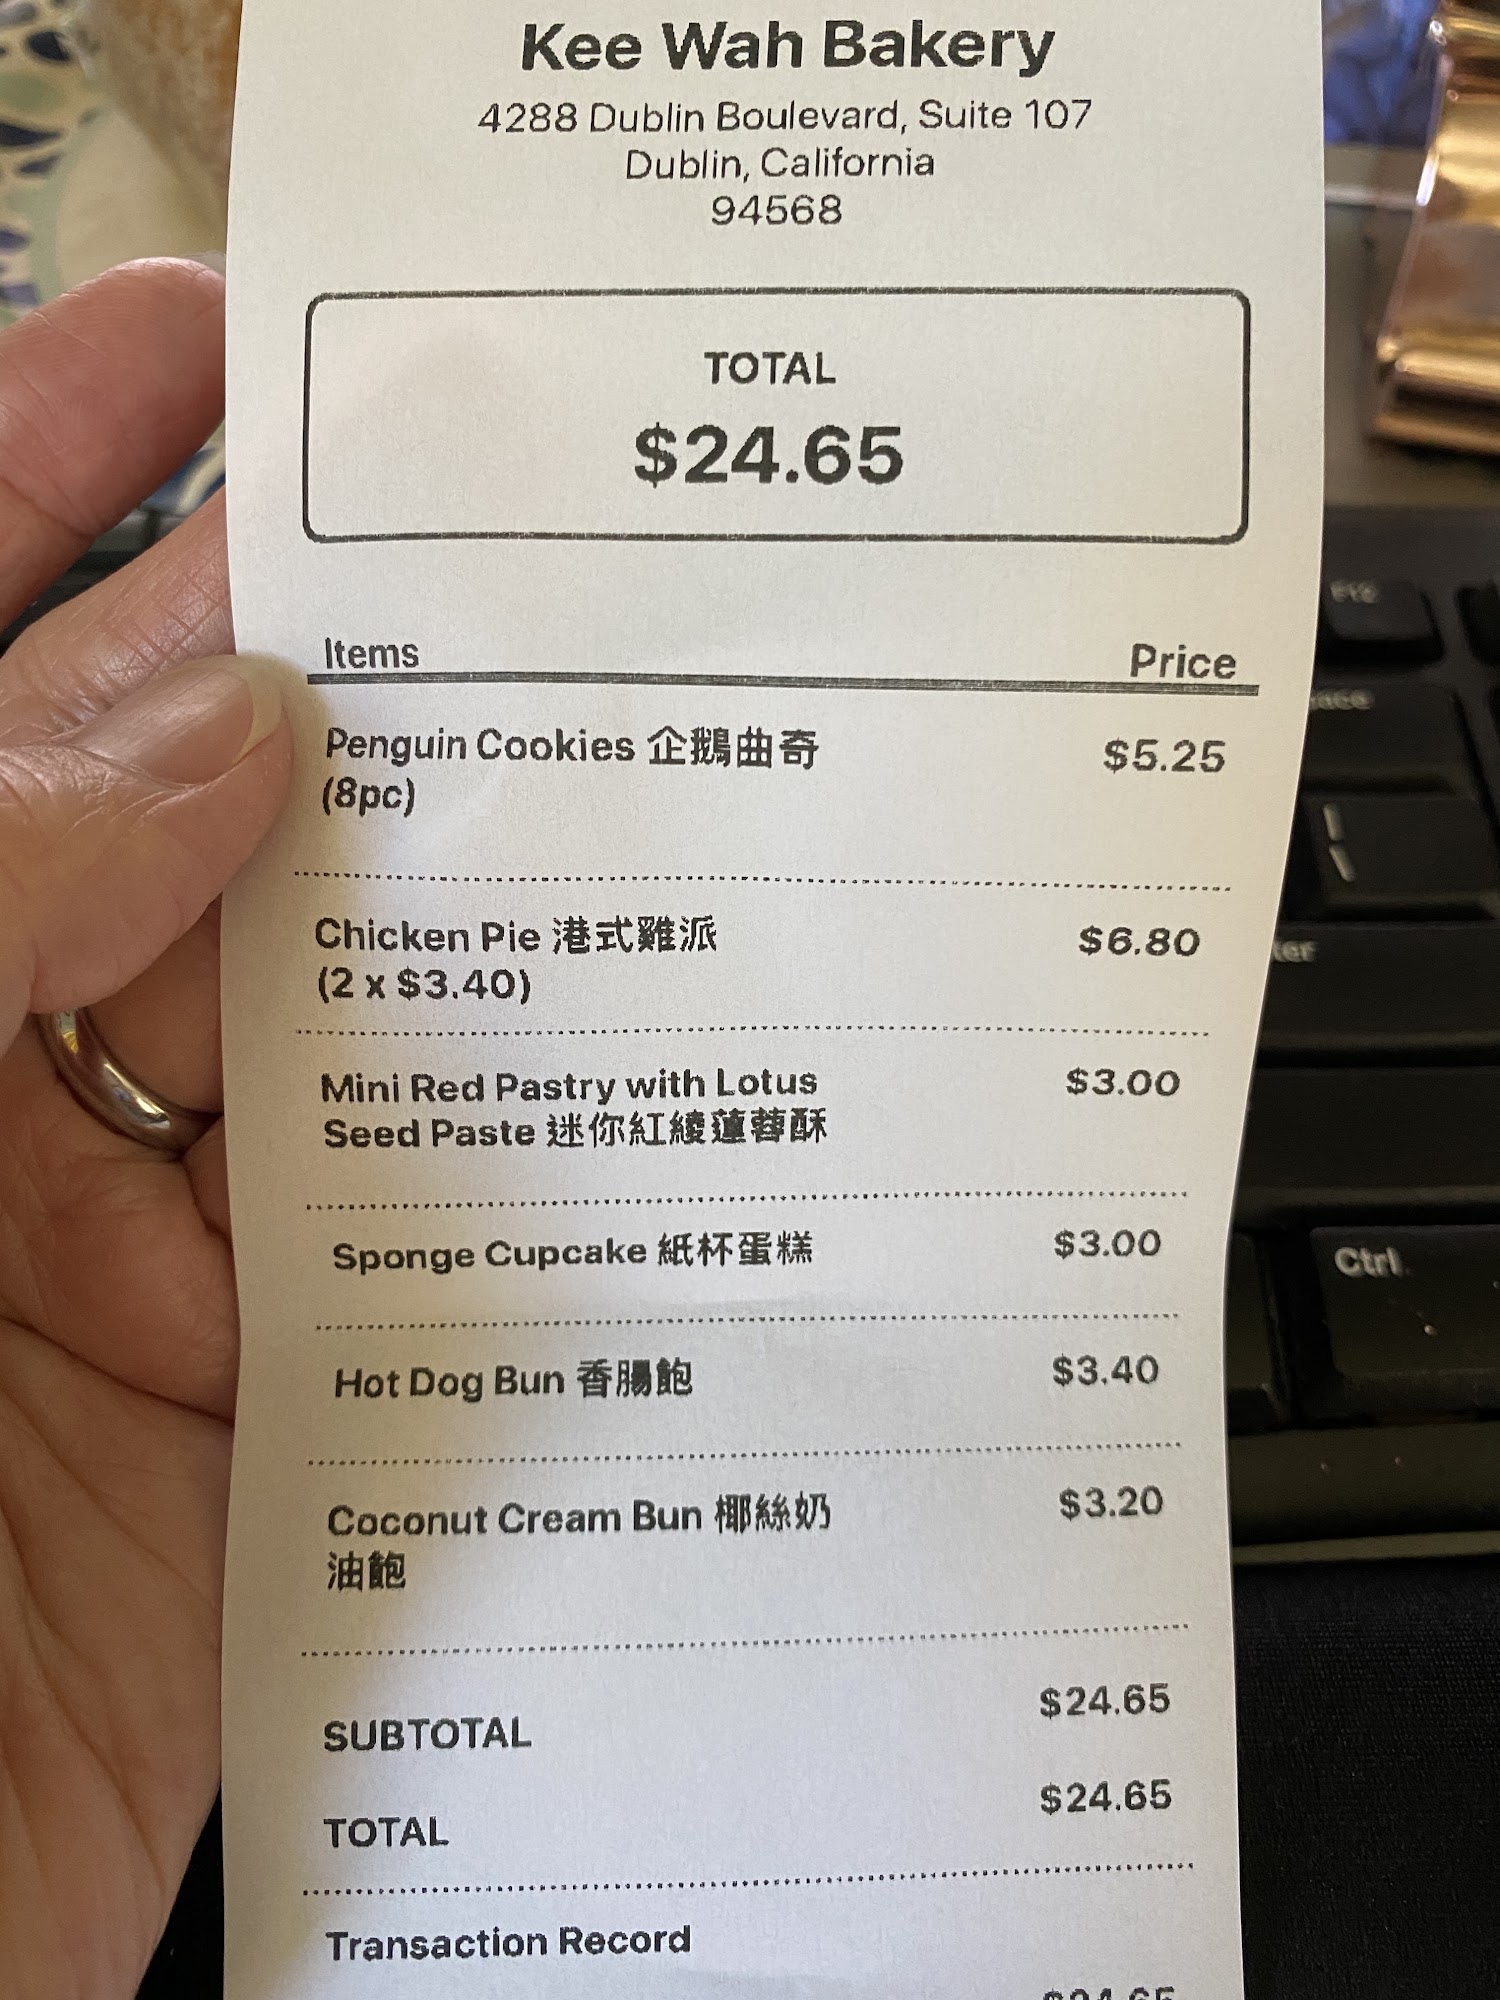 Kee Wah Bakery
4288 Dublin Boulevard, Suite 107
Dublin, California
94568
TOTAL
$24.65
Items Price
Penguin Cookies 企鵝曲奇 $5.25
(8pc)
Chicken Pie 港式雞派 $6.80
(2 x $3.40)
Mini Red Pastry with Lotus $3.00
Seed Paste 迷你紅綾蓮蓉酥
Sponge Cupcake 紙杯蛋糕 $3.00
Hot Dog Bun 香腸飽 $3.40
Coconut Cream Bun 椰絲奶 $3.20
油飽
SUBTOTAL $24.65
TOTAL $24.65
Transaction Record
$24.65
Ctrl